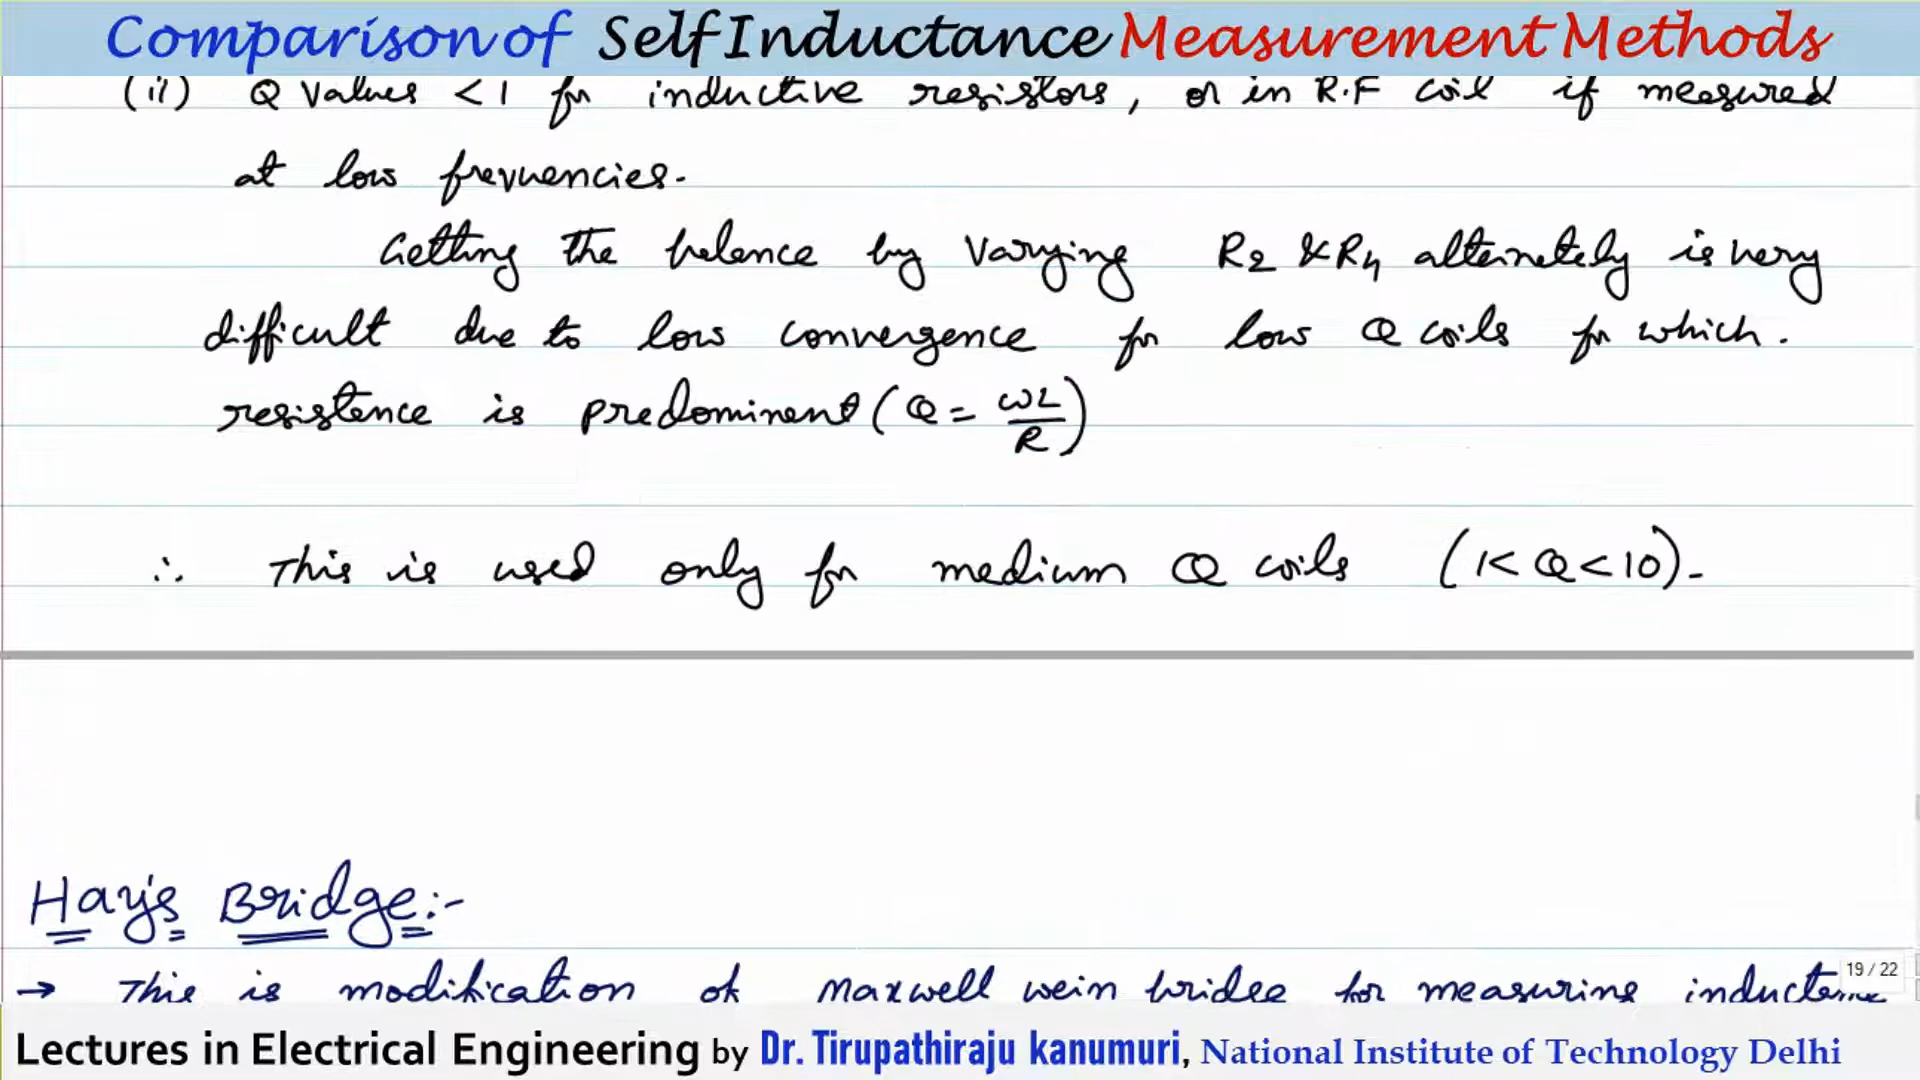 Comparison of Self Inductance Measurement Methods
(ii) Q values < 1 for inductive resistors, or in R.F coil if measured
at low frequencies.
Getting the balance by varying R2 & R4 alternately is very
difficult due to low convergence for low Q coils for which.
resistance is predominent (Q = ωL/R)
∴ This is used only for medium Q coils (1 < Q < 10).
Hay's Bridge:-
→ This is modification of Maxwell wein bridge for measuring inductance
19 / 22
Lectures in Electrical Engineering by Dr. Tirupathiraju kanumuri, National Institute of Technology Delhi